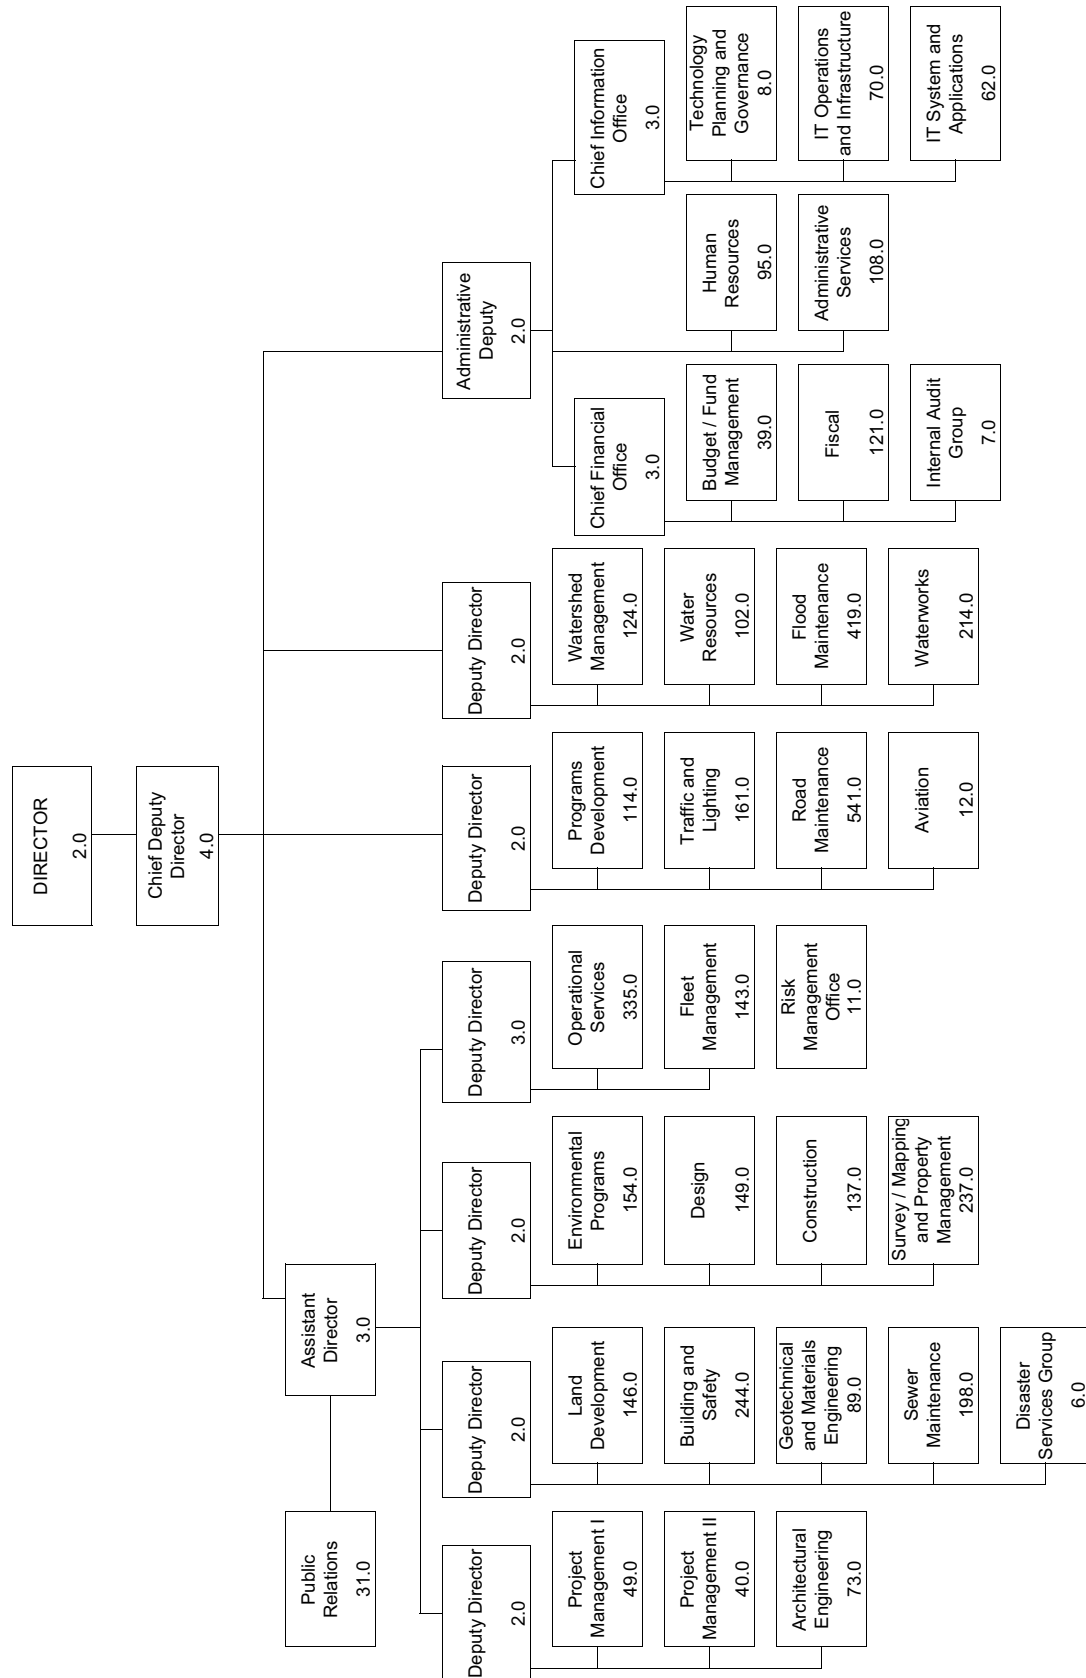 DIRECTOR
2.0
Chief Deputy
Director
4.0
Public
Relations
31.0
Assistant
Director
3.0
Deputy Director
2.0
Project
Management I
49.0
Project
Management II
40.0
Architectural
Engineering
73.0
Deputy Director
2.0
Land
Development
146.0
Building and
Safety
244.0
Geotechnical
and Materials
Engineering
89.0
Sewer
Maintenance
198.0
Disaster
Services Group
6.0
Deputy Director
2.0
Environmental
Programs
154.0
Design
149.0
Construction
137.0
Survey / Mapping
and Property
Management
237.0
Deputy Director
3.0
Operational
Services
335.0
Fleet
Management
143.0
Risk
Management
Office
11.0
Deputy Director
2.0
Programs
Development
114.0
Traffic and
Lighting
161.0
Road
Maintenance
541.0
Aviation
12.0
Deputy Director
2.0
Watershed
Management
124.0
Water
Resources
102.0
Flood
Maintenance
419.0
Waterworks
214.0
Administrative
Deputy
2.0
Chief Financial
Office
3.0
Budget / Fund
Management
39.0
Fiscal
121.0
Internal Audit
Group
7.0
Human
Resources
95.0
Administrative
Services
108.0
Chief Information
Office
3.0
Technology
Planning and
Governance
8.0
IT Operations
and Infrastructure
70.0
IT System and
Applications
62.0